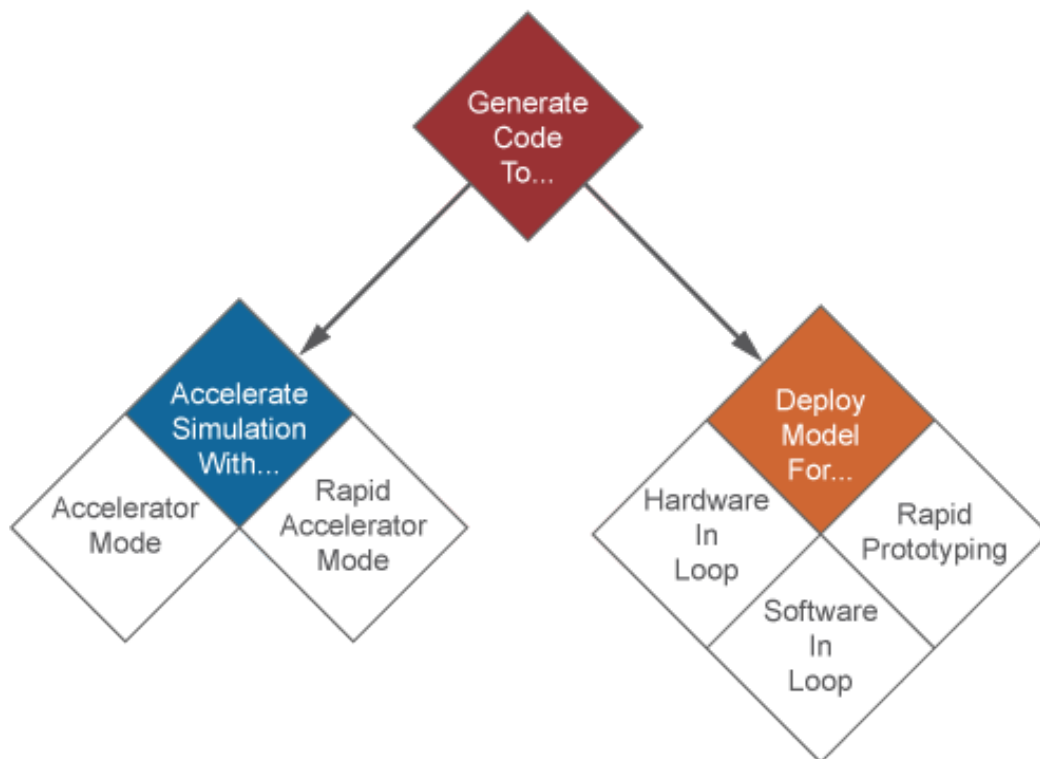 Generate
Code
To...
Accelerate
Simulation
With...
Accelerator
Mode
Rapid
Accelerator
Mode
Deploy
Model
For...
Hardware
In
Loop
Rapid
Prototyping
Software
In
Loop